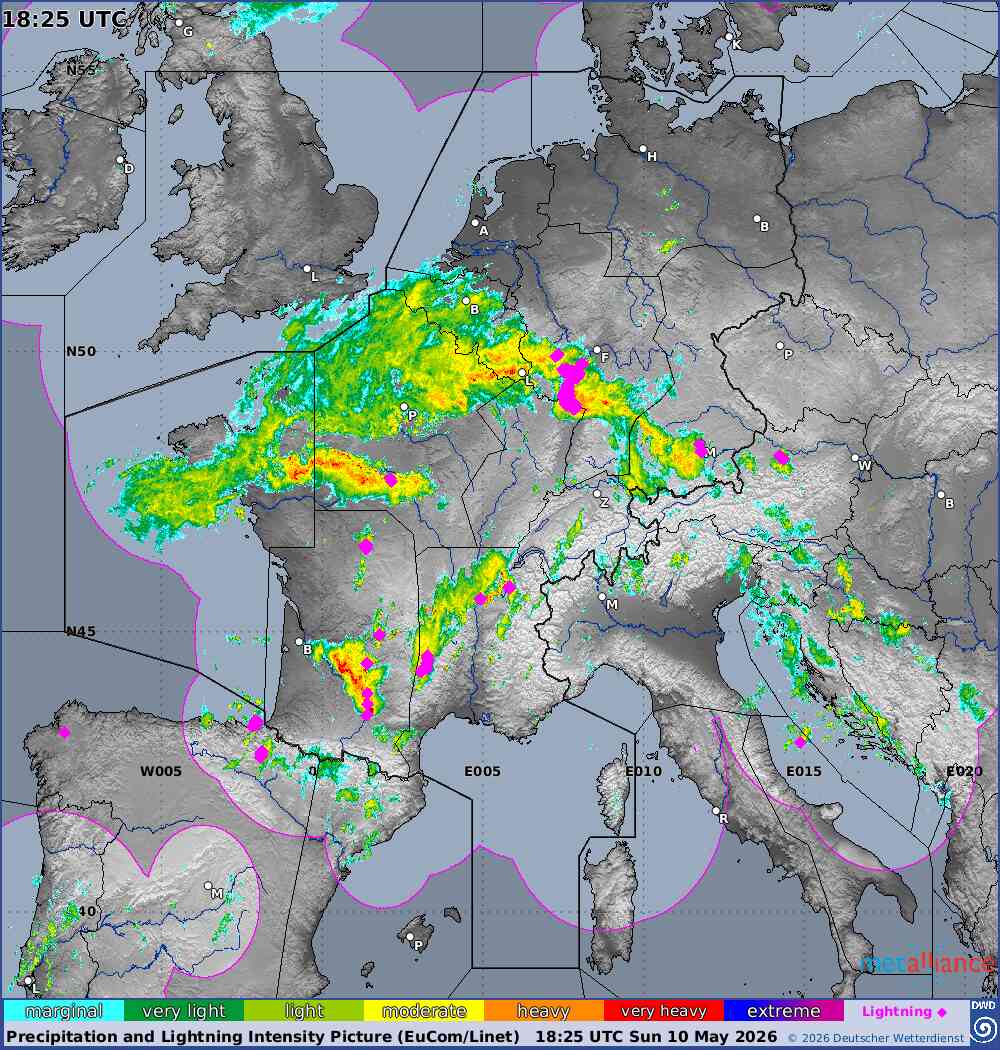 18:25 UTC
G
K
N55
H
D
A
B
L
B
N50
F
P
L
P
M
W
Z
B
M
N45
B
W005
0
E005
E010
E015
E020
R
M
40
P
L
metalliance
marginal very light light moderate heavy very heavy extreme Lightning
DWD
Precipitation and Lightning Intensity Picture (EuCom/Linet) 18:25 UTC Sun 10 May 2026 © 2026 Deutscher Wetterdienst